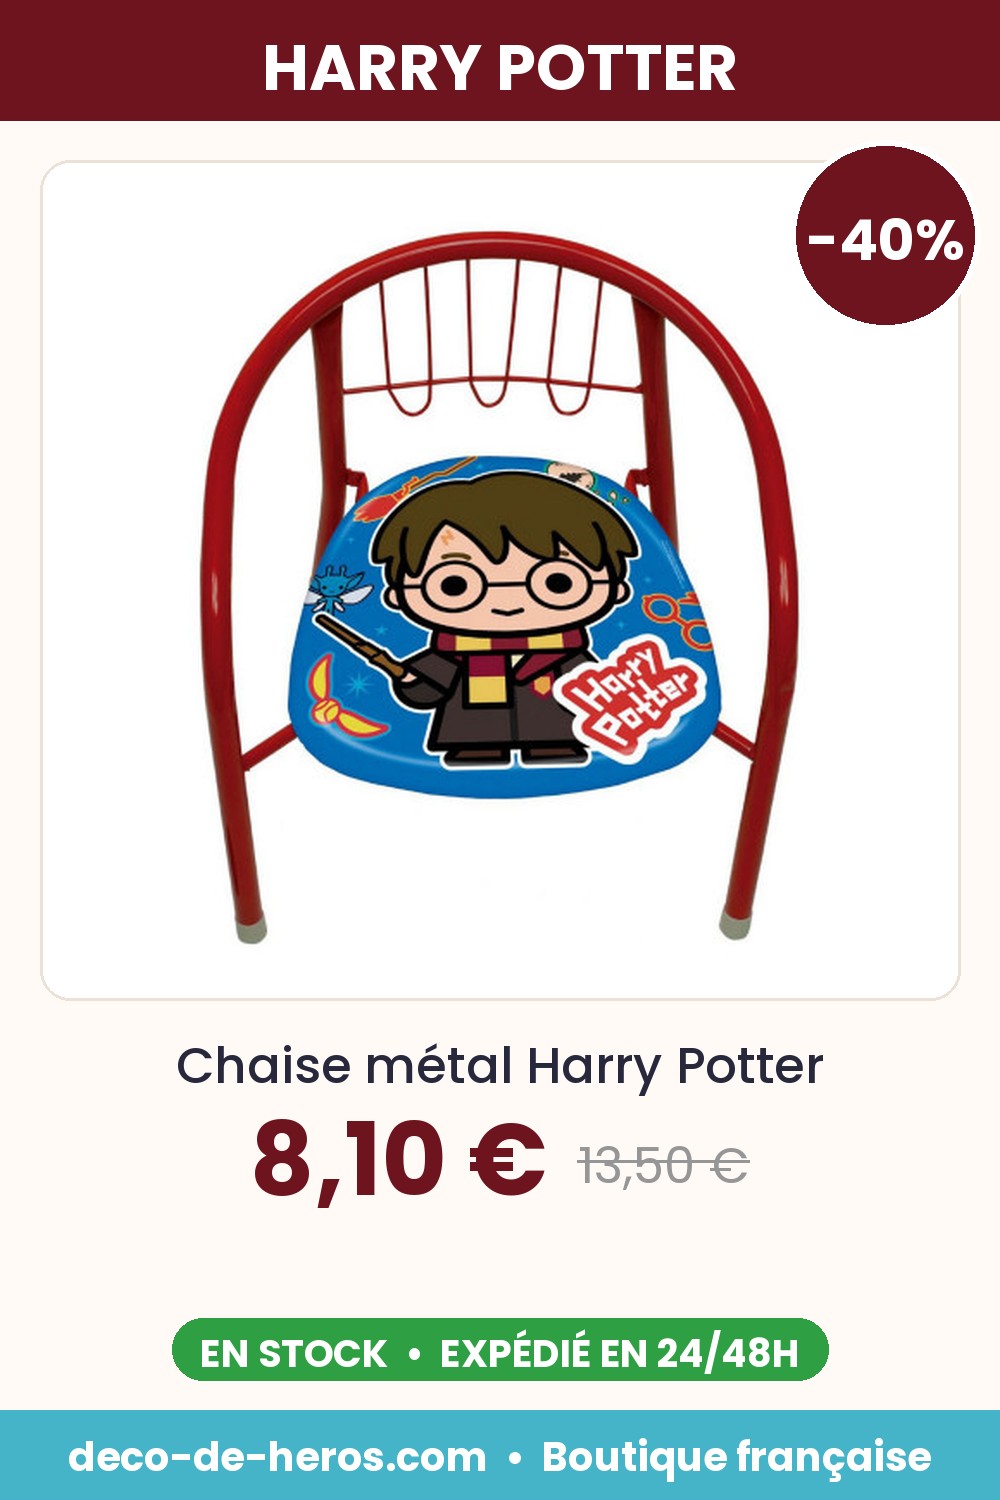 HARRY POTTER
-40%
Harry
Potter
Chaise métal Harry Potter
8,10 € 13,50 €
EN STOCK • EXPÉDIÉ EN 24/48H
deco-de-heros.com • Boutique française